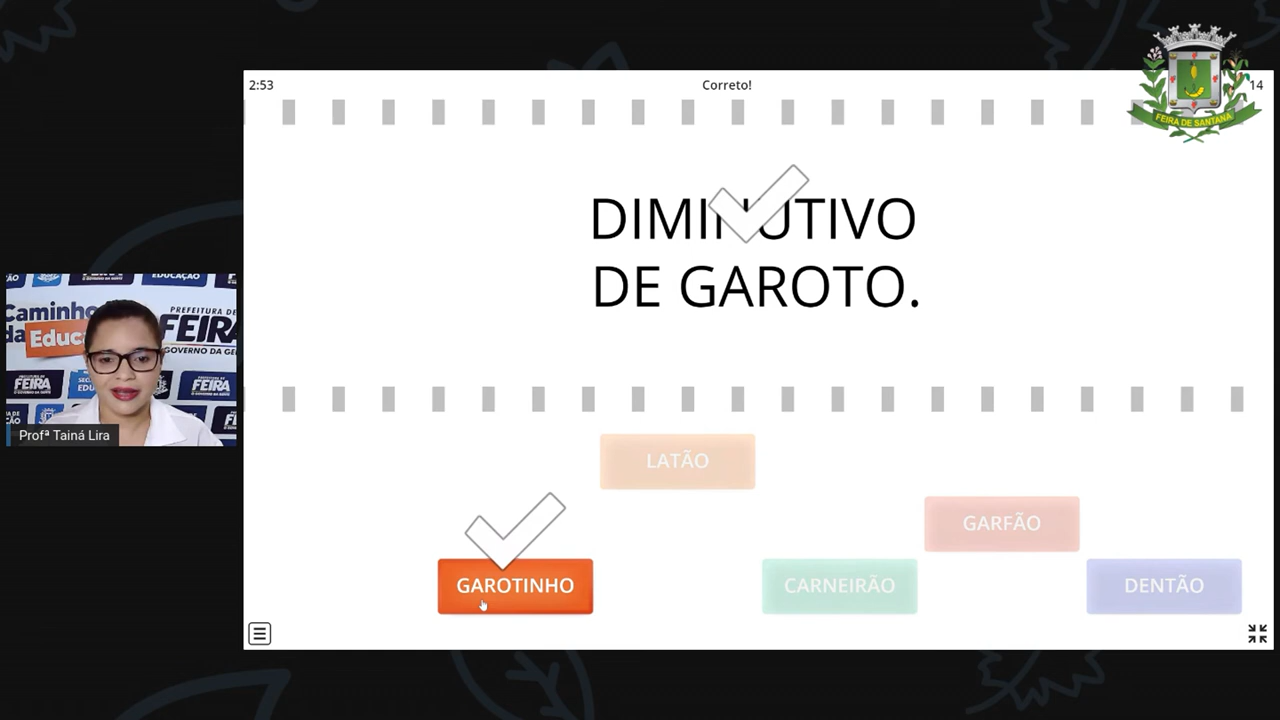 2:53
Correto!
14
FEIRA DE SANTANA
DIMINUTIVO
DE GAROTO.
EDUCAÇÃO
Caminho
da Educa
PREFEITURA DE
FEIRA
GOVERNO DA GE
FEIRA
FEIRA
Profª Tainá Lira
LATÃO
GARFÃO
GAROTINHO
CARNEIRÃO
DENTÃO